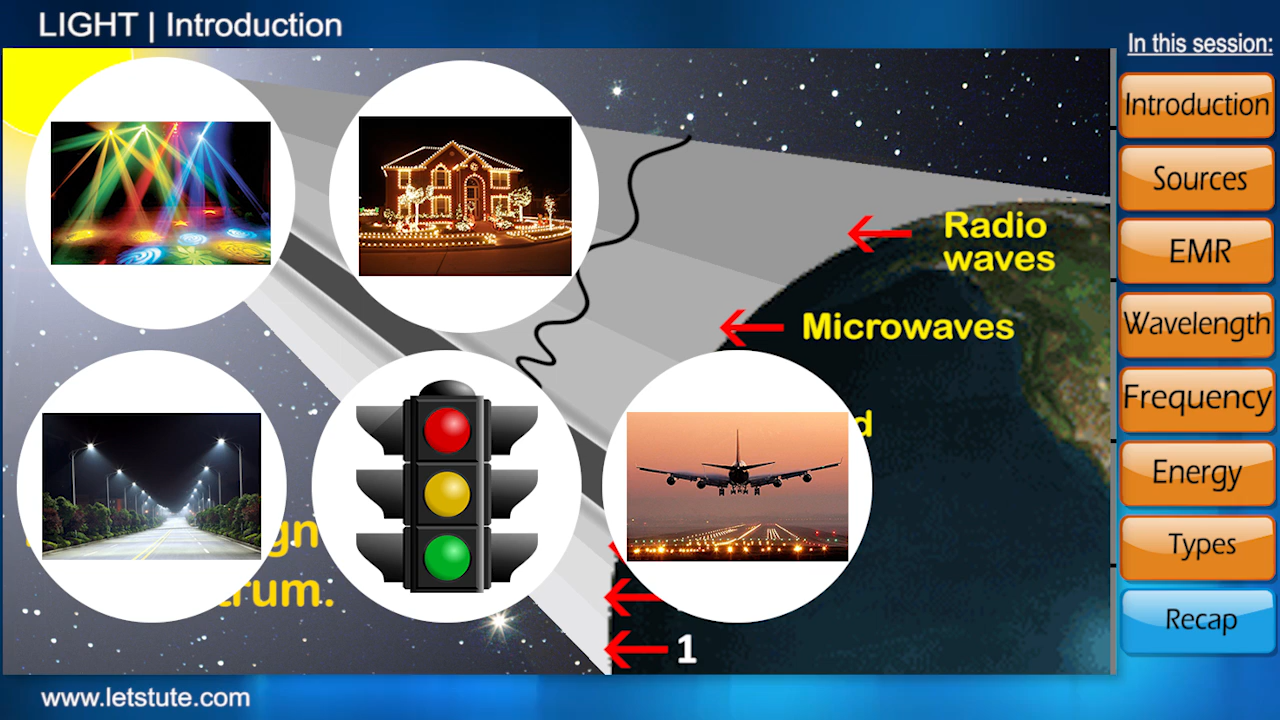 LIGHT | Introduction
In this session:
Introduction
Sources
EMR
Wavelength
Frequency
Energy
Types
Recap
Radio
waves
Microwaves
1
www.letstute.com